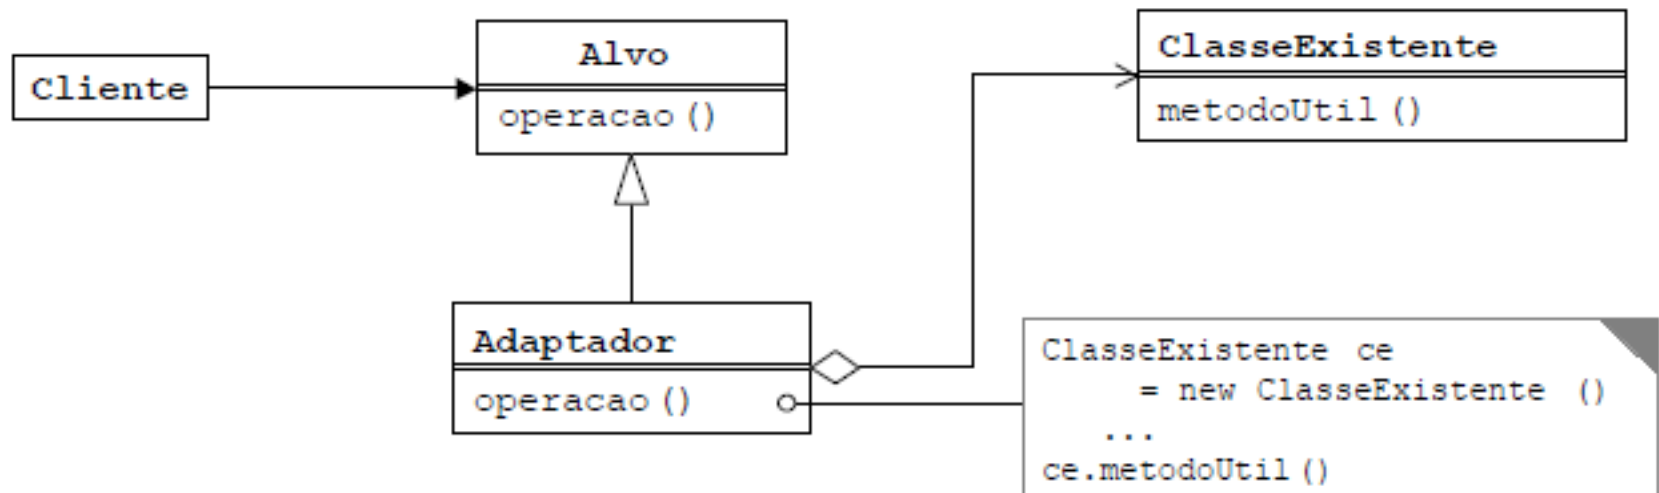 Cliente
Alvo
operacao ()
ClasseExistente
metodoUtil ()
Adaptador
operacao ()
ClasseExistente ce
= new ClasseExistente ()
...
ce.metodoUtil ()